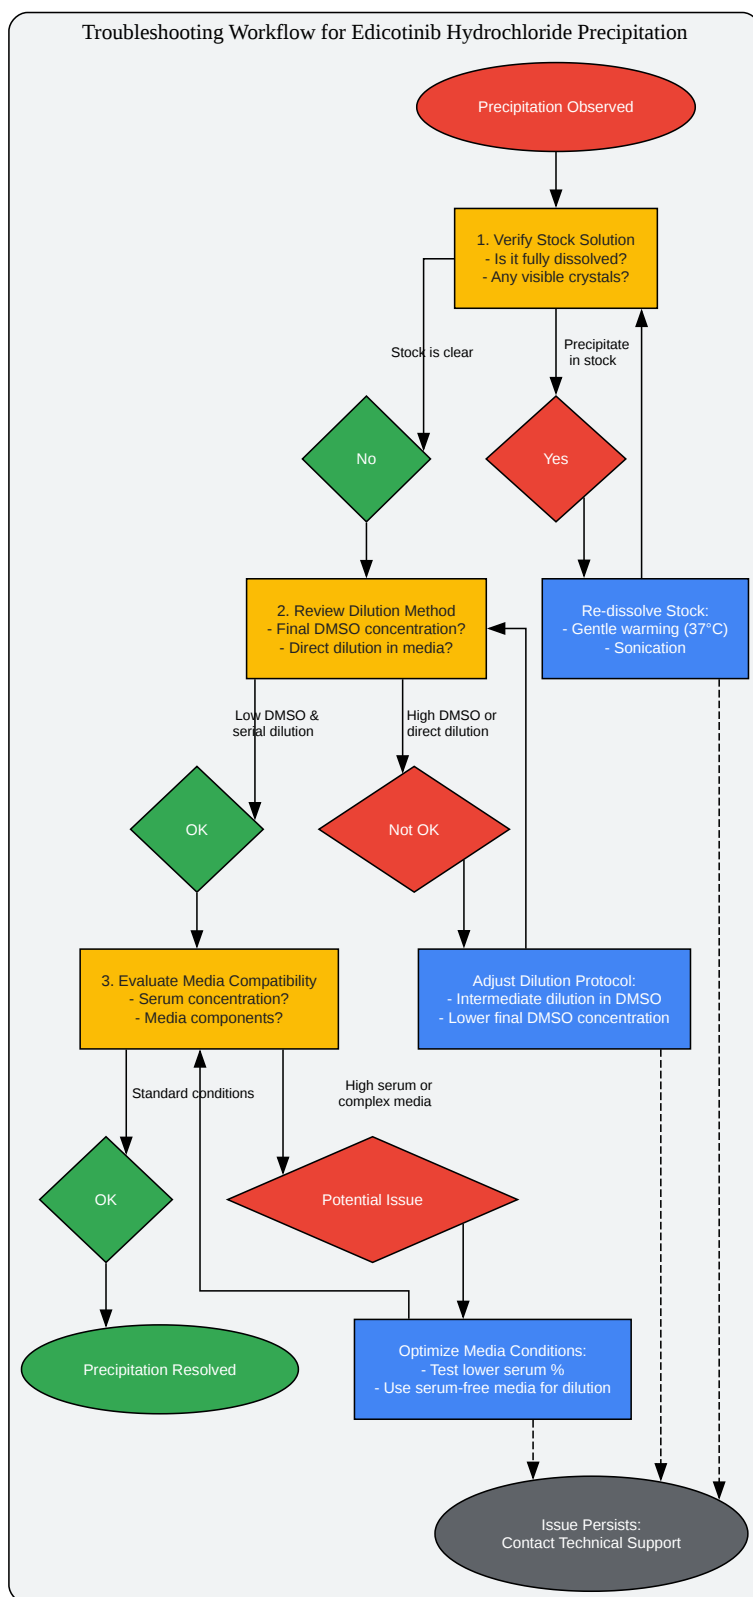 Troubleshooting Workflow for Edicotinib Hydrochloride Precipitation
Precipitation Observed
1. Verify Stock Solution
- Is it fully dissolved?
- Any visible crystals?
Stock is clear
Precipitate
in stock
No
Yes
2. Review Dilution Method
- Final DMSO concentration?
- Direct dilution in media?
Re-dissolve Stock:
- Gentle warming (37°C)
- Sonication
Low DMSO &
serial dilution
High DMSO or
direct dilution
OK
Not OK
3. Evaluate Media Compatibility
- Serum concentration?
- Media components?
Adjust Dilution Protocol:
- Intermediate dilution in DMSO
- Lower final DMSO concentration
Standard conditions
High serum or
complex media
OK
Potential Issue
Precipitation Resolved
Optimize Media Conditions:
- Test lower serum %
- Use serum-free media for dilution
Issue Persists:
Contact Technical Support